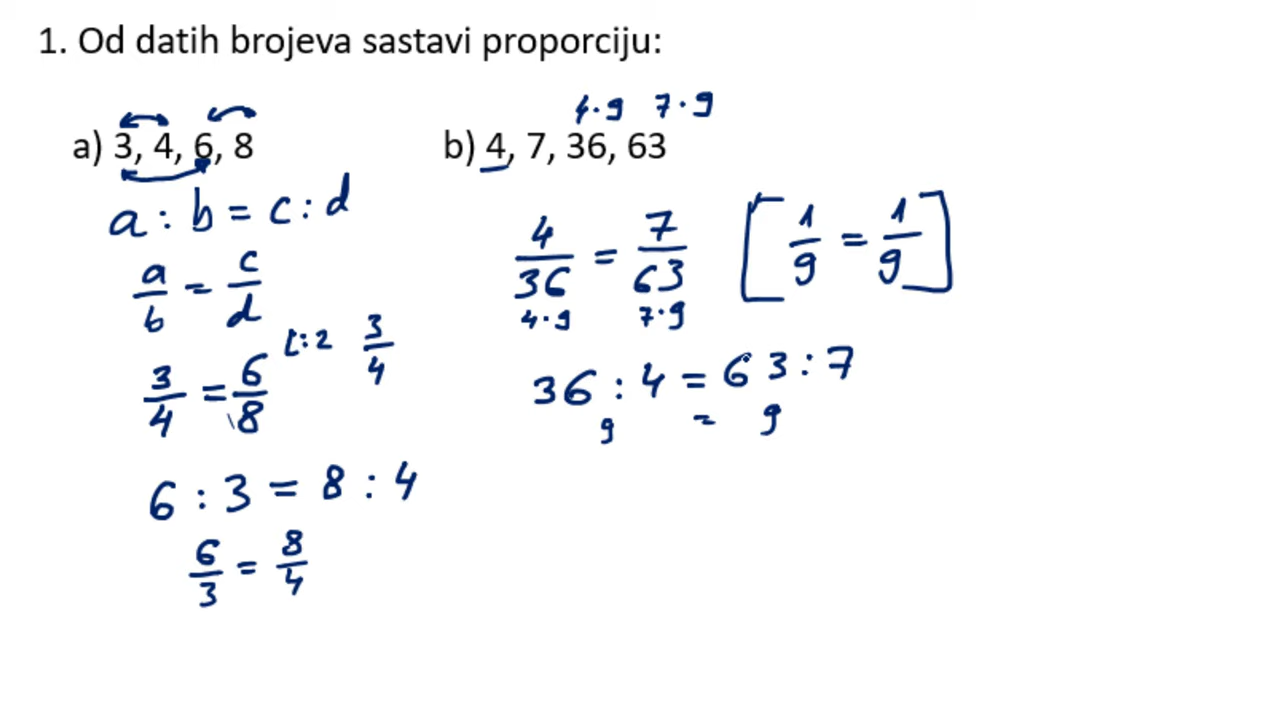 1. Od datih brojeva sastavi proporciju:
a) 3, 4, 6, 8
a : b = c : d
a/b = c/d
3/4 = 6/8 [:2 3/4
6 : 3 = 8 : 4
6/3 = 8/4
4·9 7·9
b) 4, 7, 36, 63
4/36 = 7/63 [1/9 = 1/9]
4·9 7·9
36 : 4 = 63 : 7
9 = 9